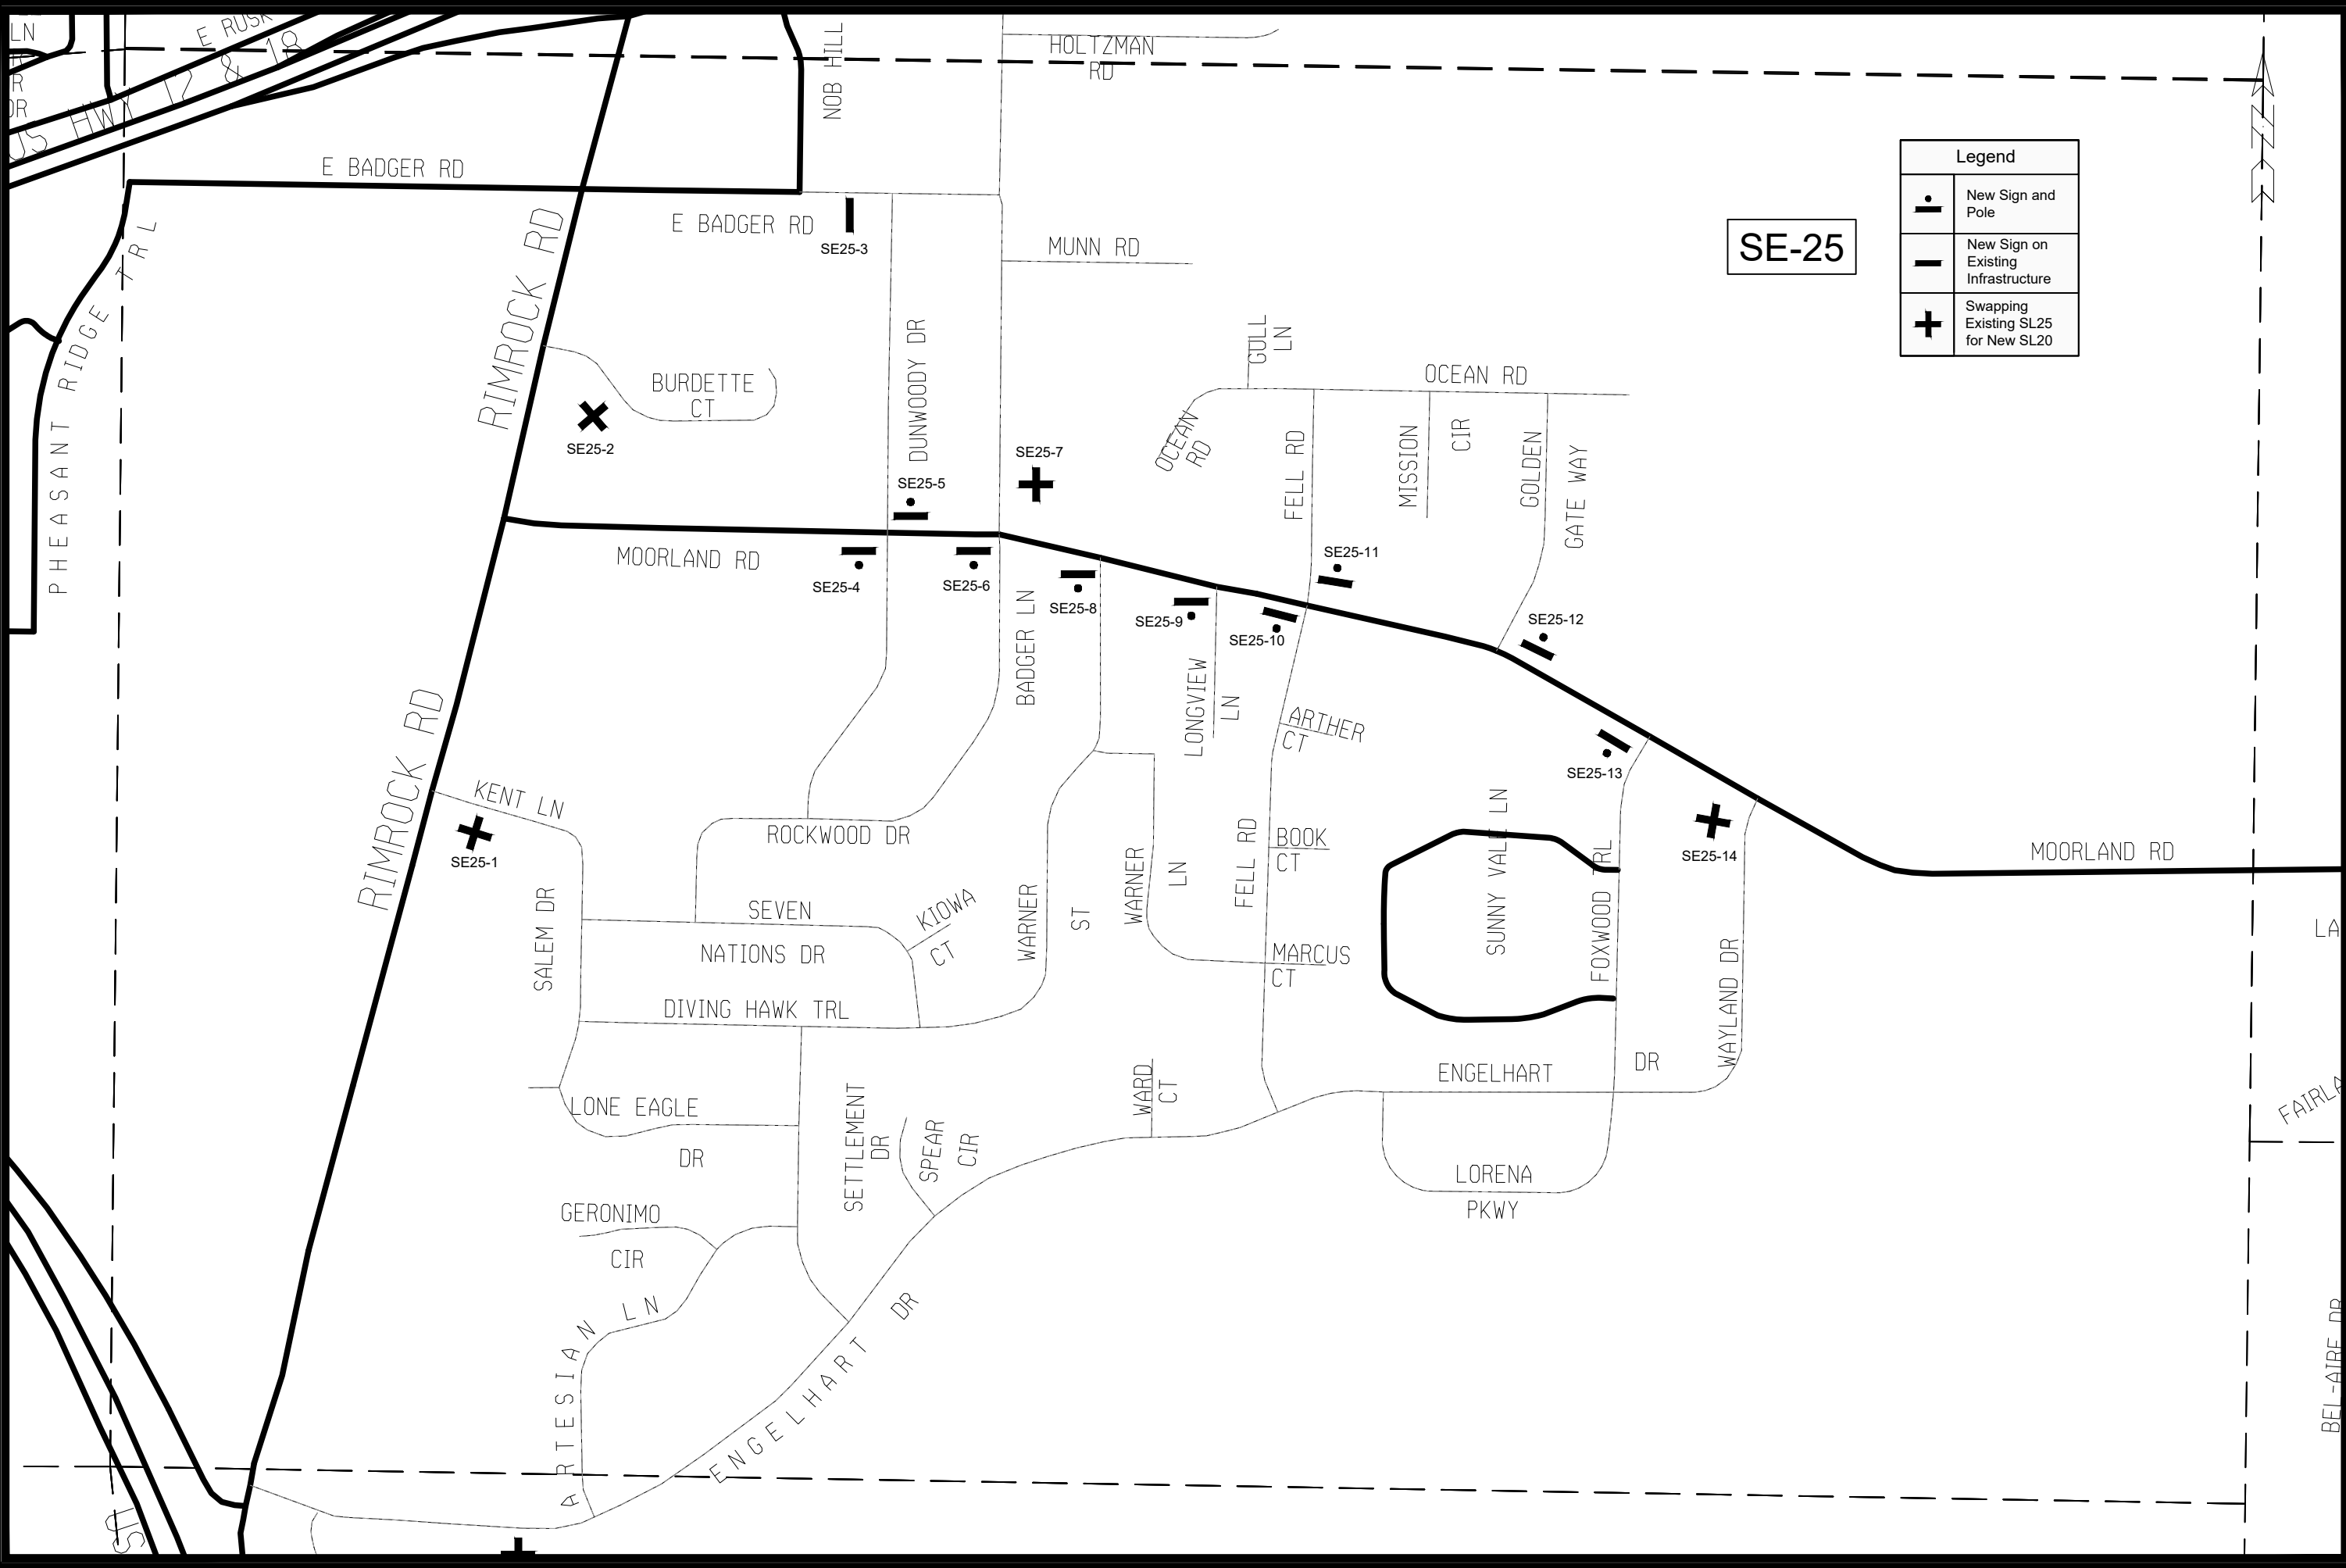 LN
R
DR
E RUSK
US HWY 12 & 18
NOB HILL
HOLTZMAN
RD
E BADGER RD
E BADGER RD
SE25-3
MUNN RD
SE-25
Legend
New Sign and
Pole
New Sign on
Existing
Infrastructure
Swapping
Existing SL25
for New SL20
N
PHEASANT RIDGE TRL
RIMROCK RD
BURDETTE
CT
SE25-2
DUNWOODY DR
GULL
LN
OCEAN RD
OCEAN
RD
FELL RD
MISSION
CIR
GOLDEN
GATE WAY
SE25-7
SE25-5
MOORLAND RD
SE25-4
SE25-6
SE25-8
SE25-9
SE25-10
SE25-11
SE25-12
BADGER LN
LONGVIEW
LN
ARTHER
CT
SE25-13
RIMROCK RD
KENT LN
SE25-1
ROCKWOOD DR
SUNNY VALE LN
BOOK
CT
SE25-14
MOORLAND RD
SALEM DR
SEVEN
NATIONS DR
KIOWA
CT
WARNER
ST
WARNER
LN
FELL RD
MARCUS
CT
FOXWOOD TRL
WAYLAND DR
LA
DIVING HAWK TRL
LONE EAGLE
DR
SETTLEMENT
DR
SPEAR
CIR
WARD
CT
ENGELHART
DR
FAIRLA
LORENA
PKWY
GERONIMO
CIR
ARTESIAN LN
ENGELHART DR
BEL-AIRE DR